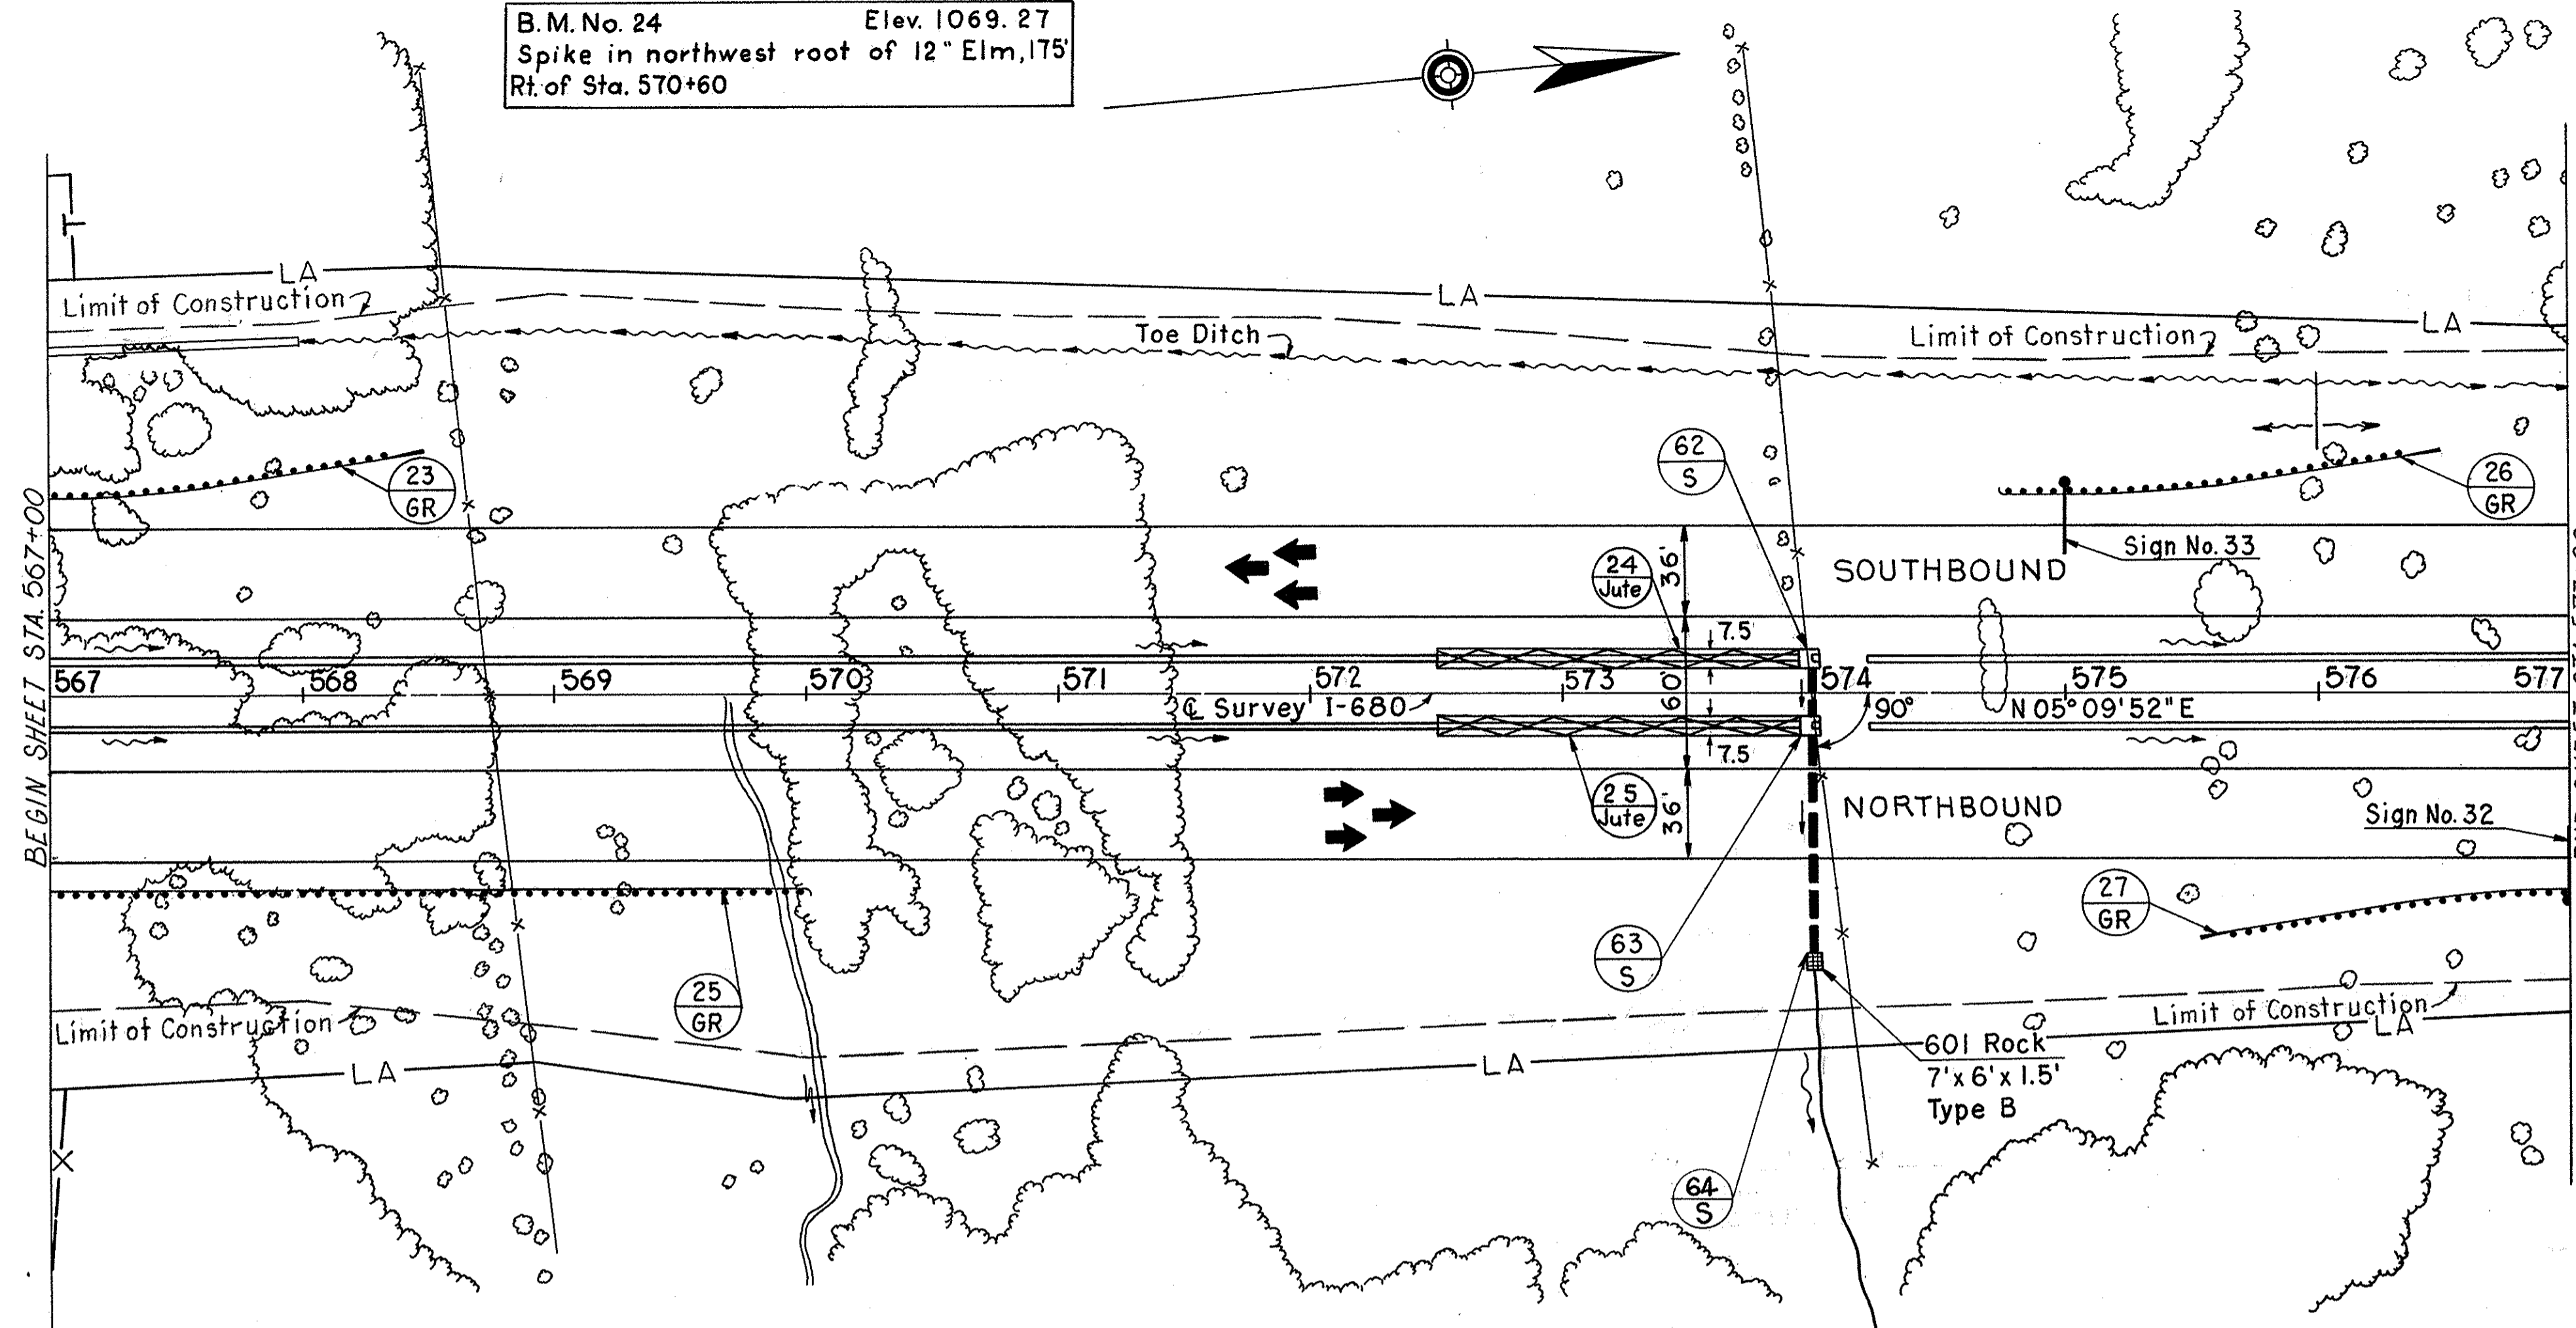 B.M. No. 24 Elev. 1069.27
Spike in northwest root of 12" Elm, 175'
Rt. of Sta. 570+60
LA
Limit of Construction
LA
Toe Ditch
Limit of Construction
LA
23
GR
62
S
26
GR
Sign No. 33
24
Jute
36'
SOUTHBOUND
BEGIN SHEET STA. 567+00
7.5'
567 568 569 570 571 572 573 574 575 576 577
60'
℄ Survey I-680
90°
N 05°09'52" E
7.5
25
Jute
36'
NORTHBOUND
Sign No. 32
27
GR
63
S
25
GR
Limit of Construction
Limit of Construction
LA
LA
LA
601 Rock
7' x 6' x 1.5'
Type B
64
S